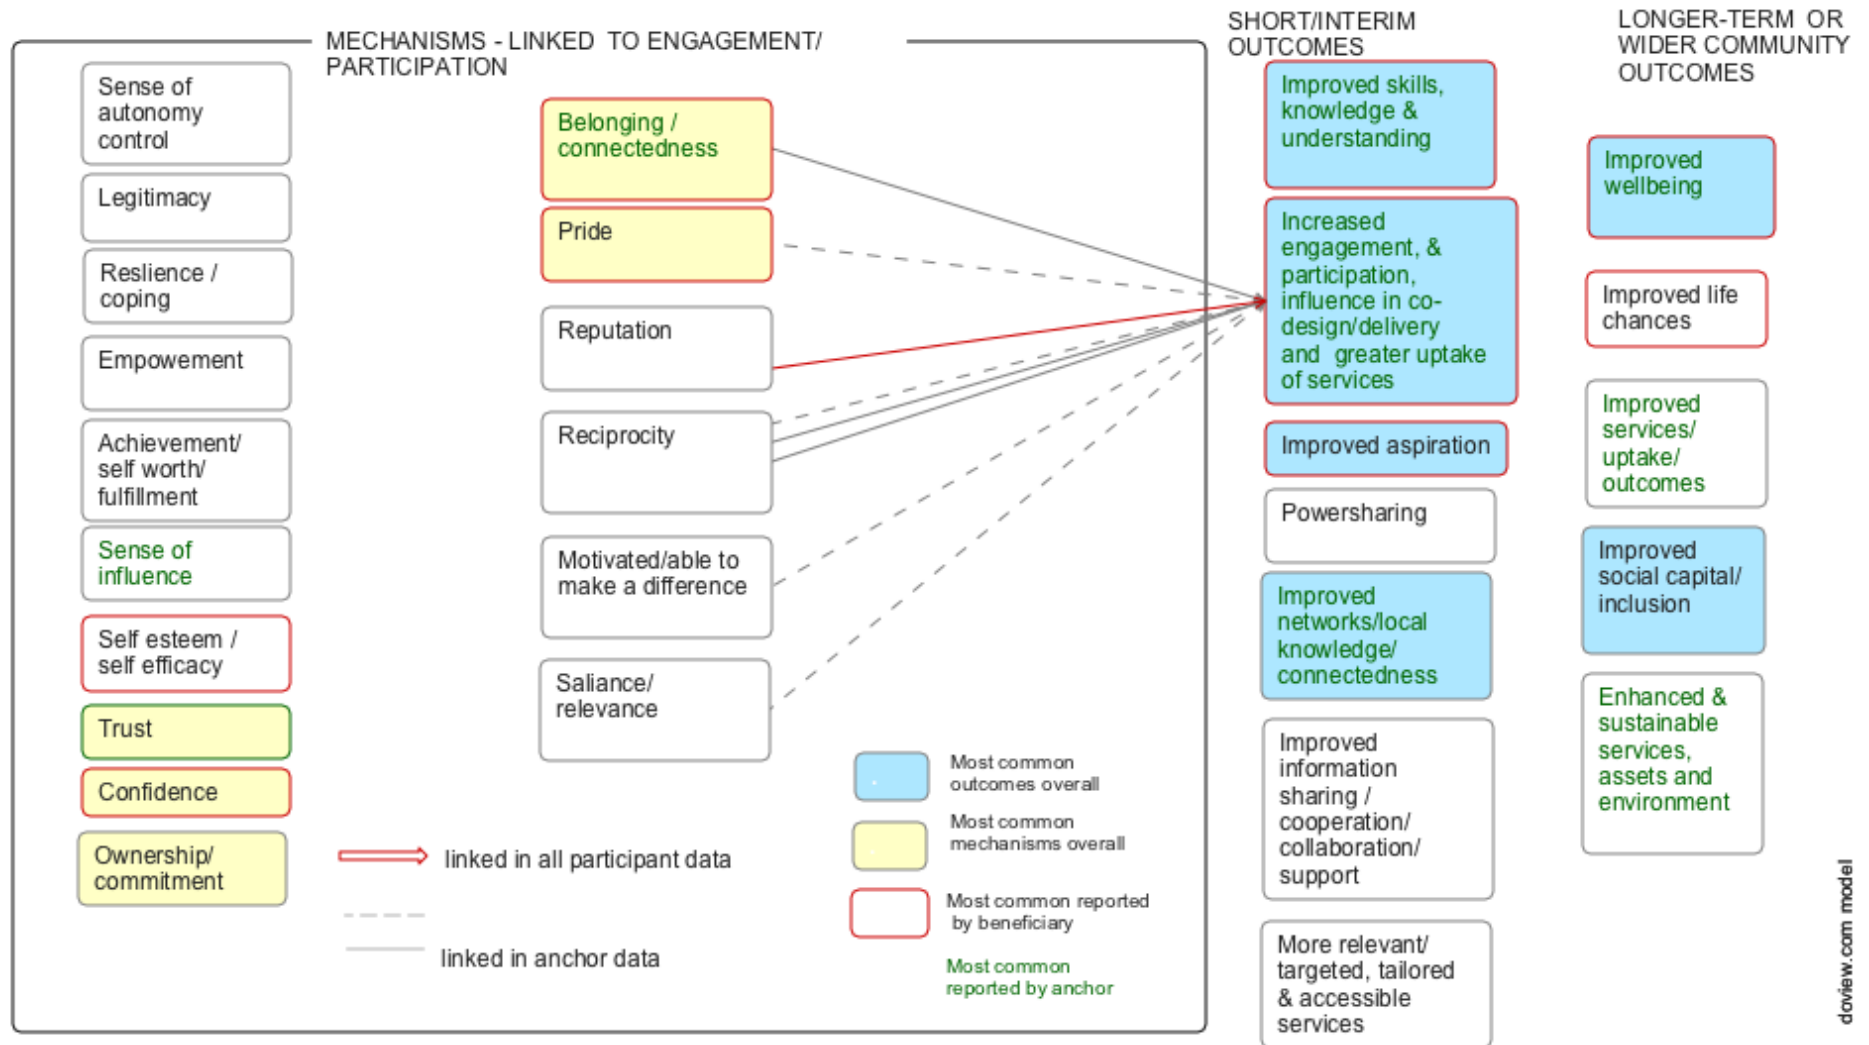 MECHANISMS - LINKED TO ENGAGEMENT/
PARTICIPATION
Sense of
autonomy
control
Legitimacy
Reslience /
coping
Empowement
Achievement/
self worth/
fulfillment
Sense of
influence
Self esteem /
self efficacy
Trust
Confidence
Ownership/
commitment
Belonging /
connectedness
Pride
Reputation
Reciprocity
Motivated/able to
make a difference
Saliance/
relevance
linked in all participant data
linked in anchor data
Most common
outcomes overall
Most common
mechanisms overall
Most common reported
by beneficiary
Most common
reported by anchor
SHORT/INTERIM
OUTCOMES
Improved skills,
knowledge &
understanding
Increased
engagement, &
participation,
influence in co-
design/delivery
and greater uptake
of services
Improved aspiration
Powersharing
Improved
networks/local
knowledge/
connectedness
Improved
information
sharing /
cooperation/
collaboration/
support
More relevant/
targeted, tailored
& accessible
services
LONGER-TERM OR
WIDER COMMUNITY
OUTCOMES
Improved
wellbeing
Improved life
chances
Improved
services/
uptake/
outcomes
Improved
social capital/
inclusion
Enhanced &
sustainable
services,
assets and
environment
doview.com model